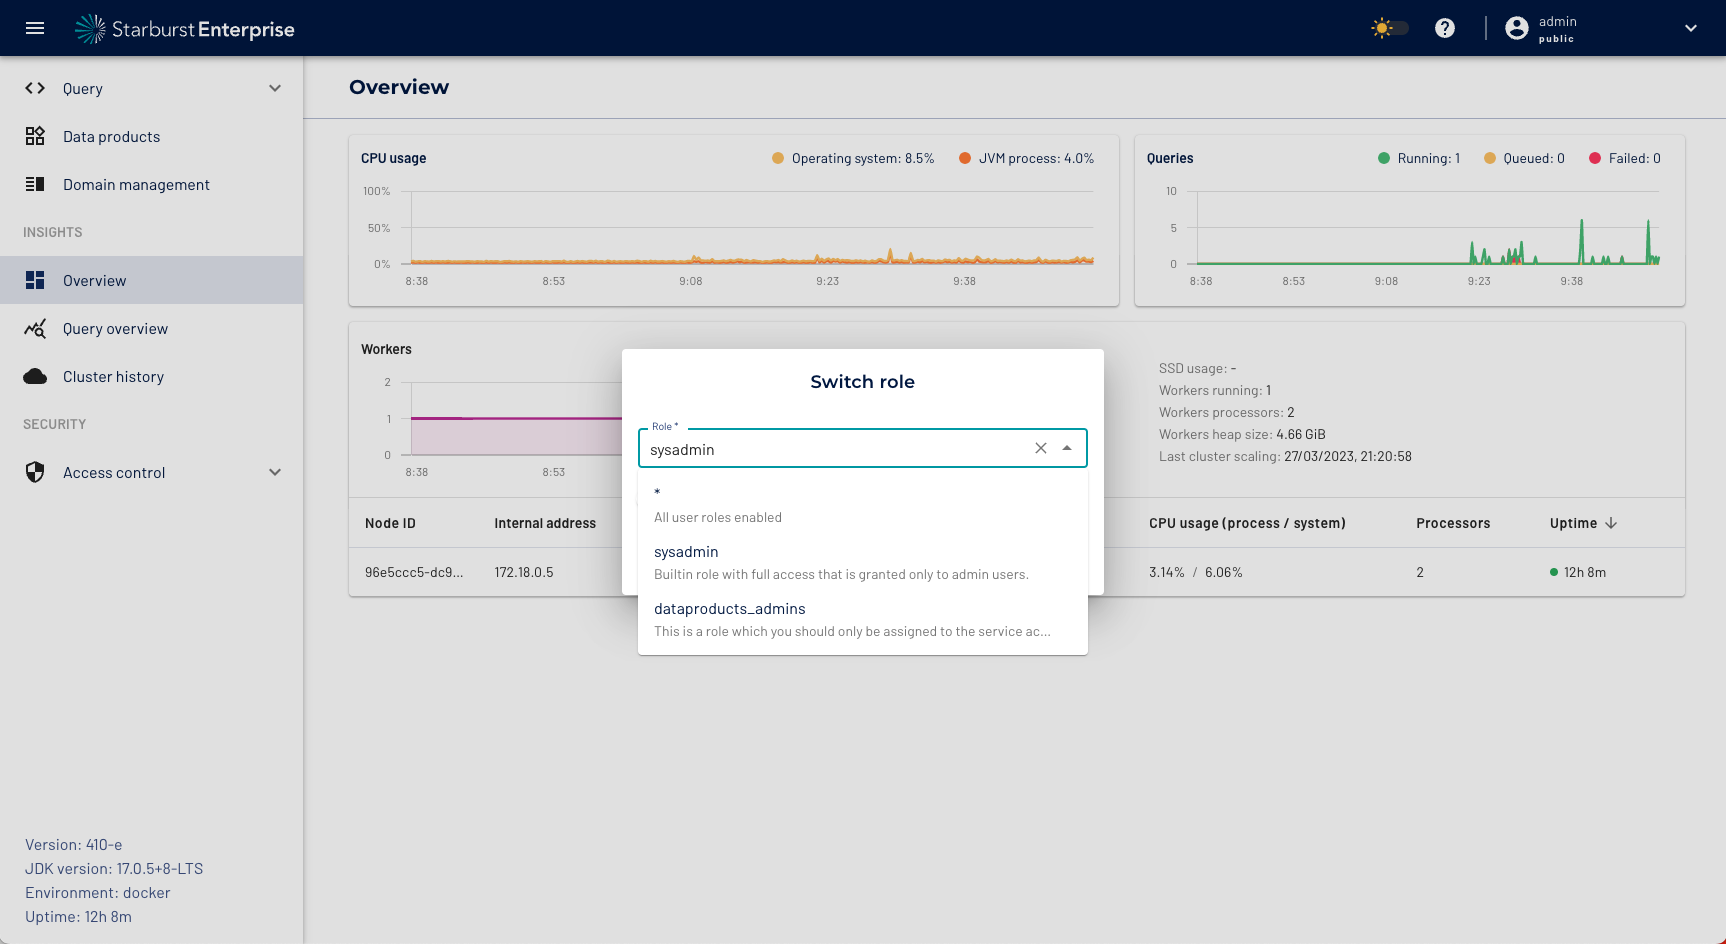 Starburst Enterprise
admin
public
Query
Data products
Domain management
INSIGHTS
Overview
Query overview
Cluster history
SECURITY
Access control
Version: 410-e
JDK version: 17.0.5+8-LTS
Environment: docker
Uptime: 12h 8m
Overview
CPU usage
Operating system: 8.5%
JVM process: 4.0%
100%
50%
0%
8:38 8:53 9:08 9:23 9:38
Queries
Running: 1
Queued: 0
Failed: 0
10
5
0
8:38 8:53 9:08 9:23 9:38
Workers
2
1
0
8:38 8:53
SSD usage: -
Workers running: 1
Workers processors: 2
Workers heap size: 4.66 GiB
Last cluster scaling: 27/03/2023, 21:20:58
Node ID Internal address CPU usage (process / system) Processors Uptime
96e5ccc5-dc9... 172.18.0.5 3.14% / 6.06% 2 12h 8m
Switch role
Role *
sysadmin
*
All user roles enabled
sysadmin
Builtin role with full access that is granted only to admin users.
dataproducts_admins
This is a role which you should only be assigned to the service ac...